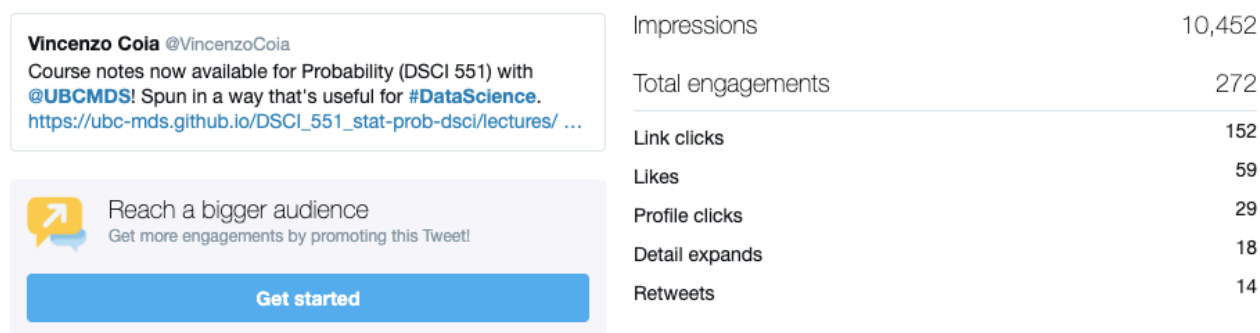 Vincenzo Coia @VincenzoCoia
Course notes now available for Probability (DSCI 551) with
@UBCMDS! Spun in a way that's useful for #DataScience.
https://ubc-mds.github.io/DSCI_551_stat-prob-dsci/lectures/ …
Reach a bigger audience
Get more engagements by promoting this Tweet!
Get started
Impressions 10,452
Total engagements 272
Link clicks 152
Likes 59
Profile clicks 29
Detail expands 18
Retweets 14